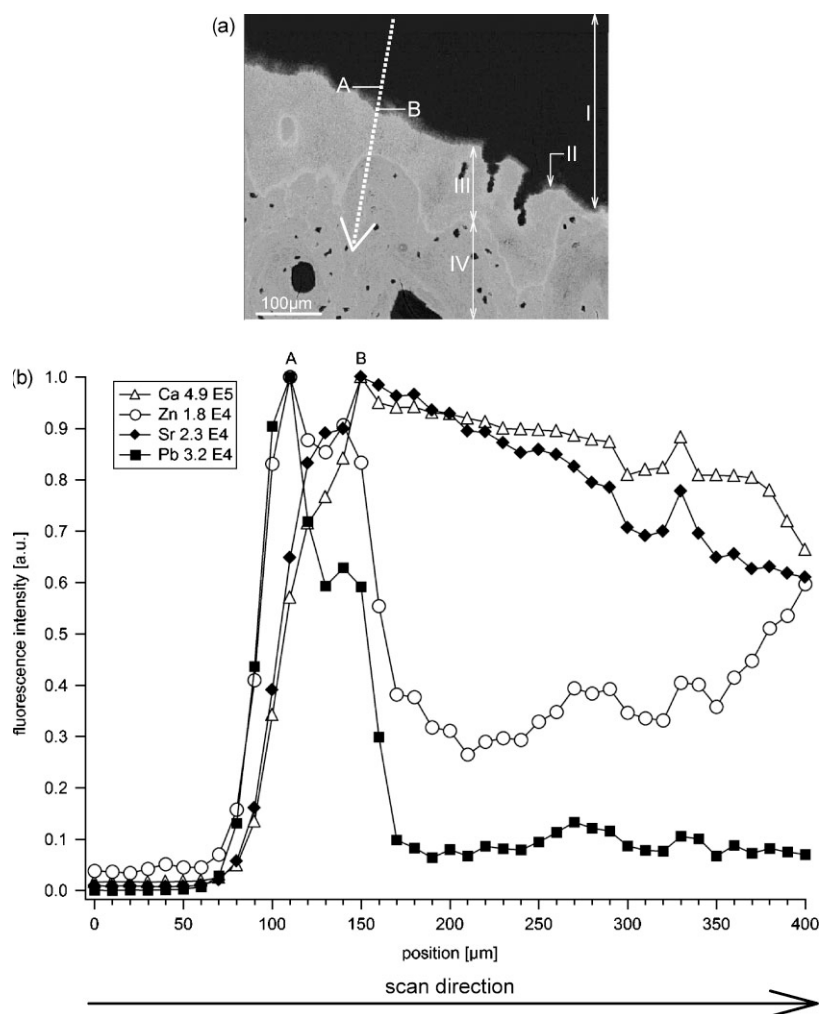 (a)
A
B
I
II
III
IV
100µm
(b)
A
B
Ca 4.9 E5
Zn 1.8 E4
Sr 2.3 E4
Pb 3.2 E4
fluorescence intensity [a.u.]
1.0
0.9
0.8
0.7
0.6
0.5
0.4
0.3
0.2
0.1
0.0
0 50 100 150 200 250 300 350 400
position [µm]
scan direction